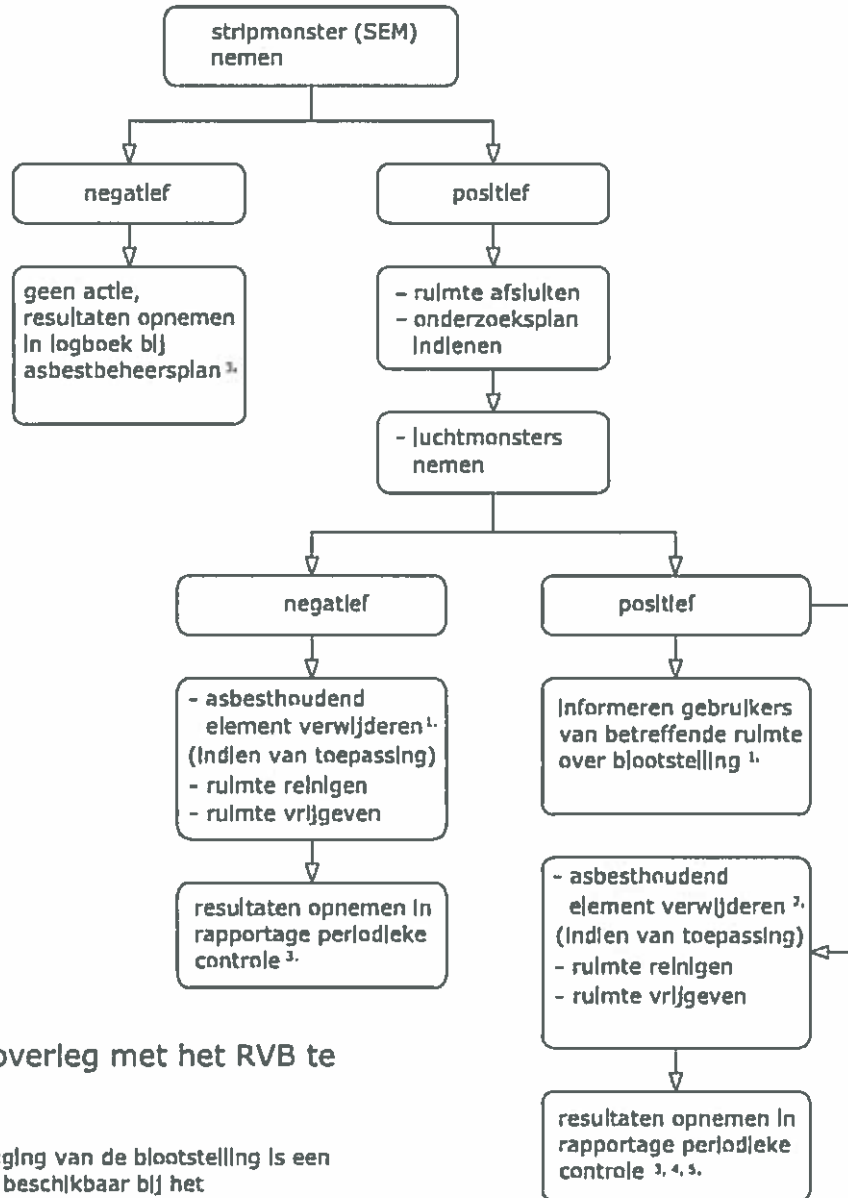 stripmonster (SEM)
nemen
negatief
positief
geen actie,
resultaten opnemen
in logboek bij
asbestbeheersplan 3.
- ruimte afsluiten
- onderzoeksplan
indienen
- luchtmonsters
nemen
negatief
positief
- asbesthoudend
element verwijderen 1.
(indien van toepassing)
- ruimte reinigen
- ruimte vrijgeven
informeren gebruikers
van betreffende ruimte
over blootstelling 1.
resultaten opnemen in
rapportage periodieke
controle 3.
- asbesthoudend
element verwijderen 2.
(indien van toepassing)
- ruimte reinigen
- ruimte vrijgeven
overleg met het RVB te
resultaten opnemen in
rapportage periodieke
controle 3, 4, 5.
ging van de blootstelling is een
beschikbaar bij het